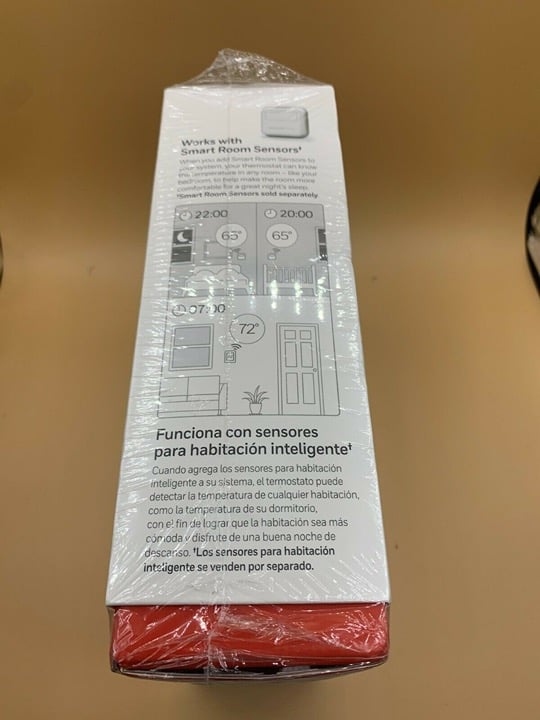 Works with
Smart Room Sensors†
When you add Smart Room Sensors to
your system, your thermostat can know
the temperature in any room – like your
bedroom, to help make the room more
comfortable for a great night's sleep.
†Smart Room Sensors sold separately
22:00
20:00
65°
65°
07:00
72°
Funciona con sensores
para habitación inteligente†
Cuando agrega los sensores para habitación
inteligente a su sistema, el termostato puede
detectar la temperatura de cualquier habitación,
como la temperatura de su dormitorio,
con el fin de lograr que la habitación sea más
cómoda y disfrute de una buena noche de
descanso. †Los sensores para habitación
inteligente se venden por separado.